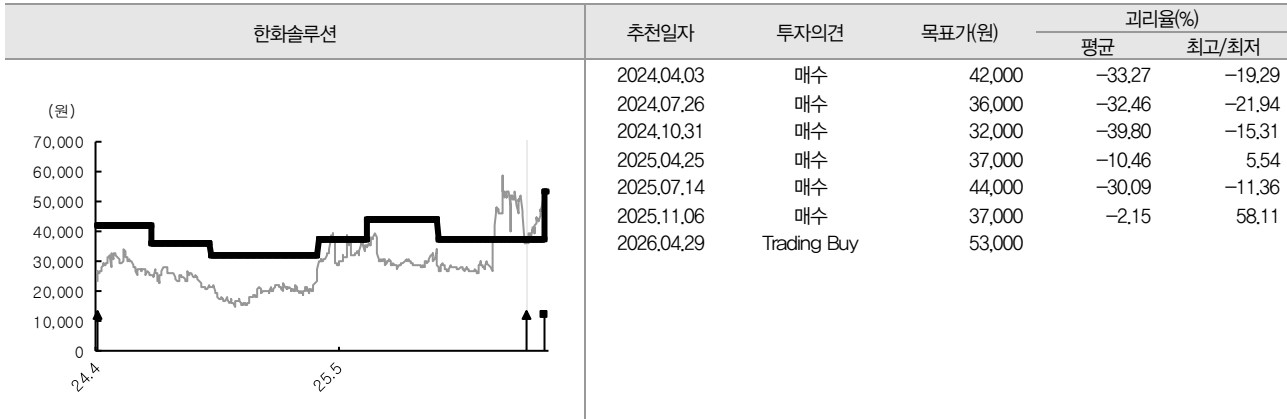 한화솔루션 추천일자 투자의견 목표가(원) 괴리율(%)
평균 최고/최저
2024.04.03 매수 42,000 -33.27 -19.29
2024.07.26 매수 36,000 -32.46 -21.94
2024.10.31 매수 32,000 -39.80 -15.31
2025.04.25 매수 37,000 -10.46 5.54
2025.07.14 매수 44,000 -30.09 -11.36
2025.11.06 매수 37,000 -2.15 58.11
2026.04.29 Trading Buy 53,000
(원)
70,000
60,000
50,000
40,000
30,000
20,000
10,000
0
24.4 25.5